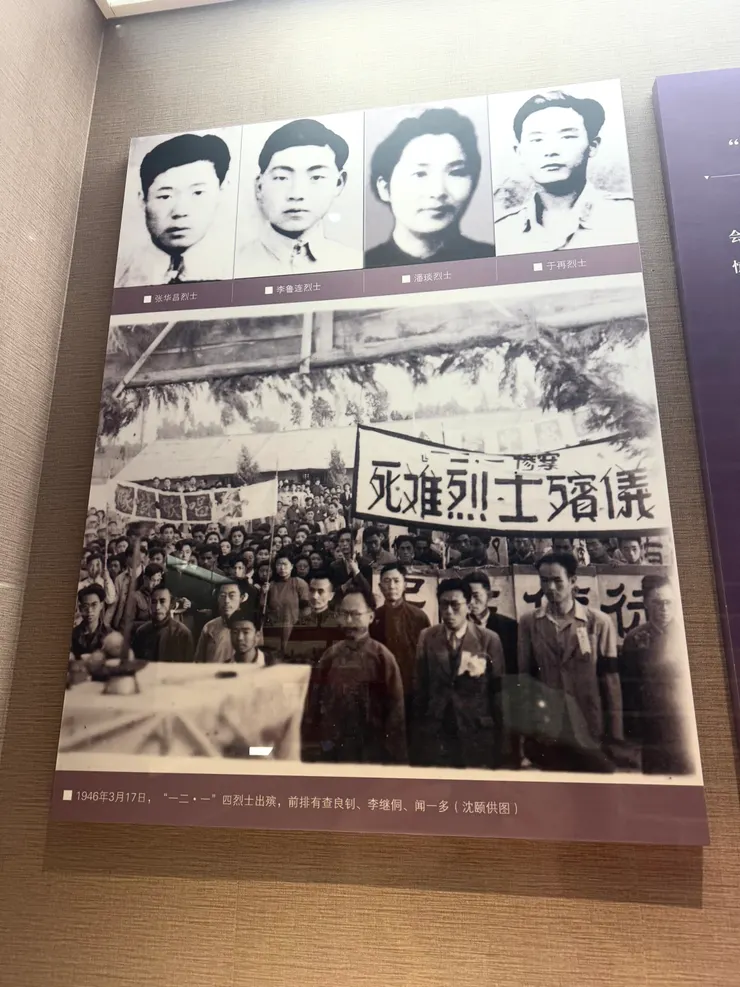 张华昌烈士
李鲁连烈士
潘琰烈士
于再烈士
一二·一惨案
死难烈士殯儀
1946年3月17日，“一二·一”四烈士出殡，前排有查良钊、李继侗、闻一多（沈颐供图）